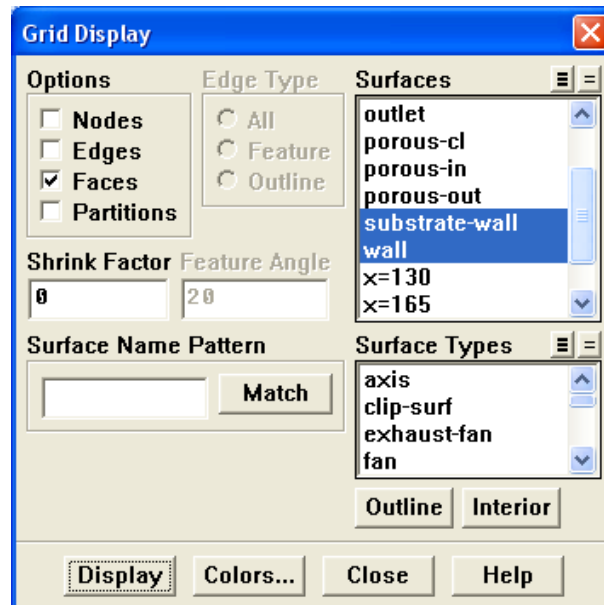 Grid Display
Options
Nodes
Edges
Faces
Partitions
Edge Type
All
Feature
Outline
Shrink Factor
0
Feature Angle
20
Surface Name Pattern
Match
Surfaces
outlet
porous-cl
porous-in
porous-out
substrate-wall
wall
x=130
x=165
Surface Types
axis
clip-surf
exhaust-fan
fan
Outline
Interior
Display
Colors...
Close
Help